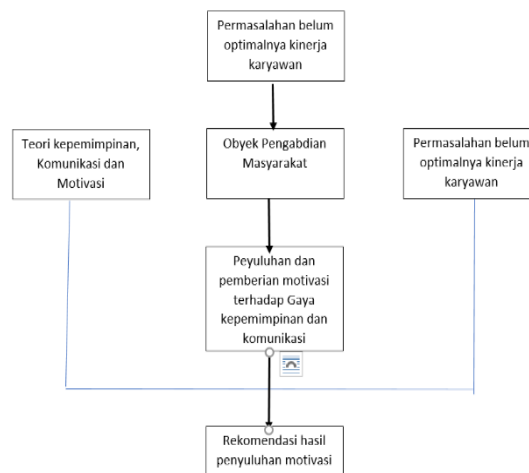 Permasalahan belum
optimalnya kinerja
karyawan
Teori kepemimpinan,
Komunikasi dan
Motivasi
Obyek Pengabdian
Masyarakat
Permasalahan belum
optimalnya kinerja
karyawan
Peyuluhan dan
pemberian motivasi
terhadap Gaya
kepemimpinan dan
komunikasi
Rekomendasi hasil
penyuluhan motivasi